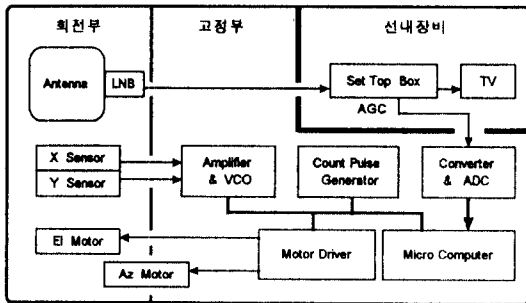 회전부
고정부
선내장비
Antenna
LNB
Set Top Box
TV
AGC
X Sensor
Y Sensor
Amplifier
& VCO
Count Pulse
Generator
Converter
& ADC
El Motor
Az Motor
Motor Driver
Micro Computer